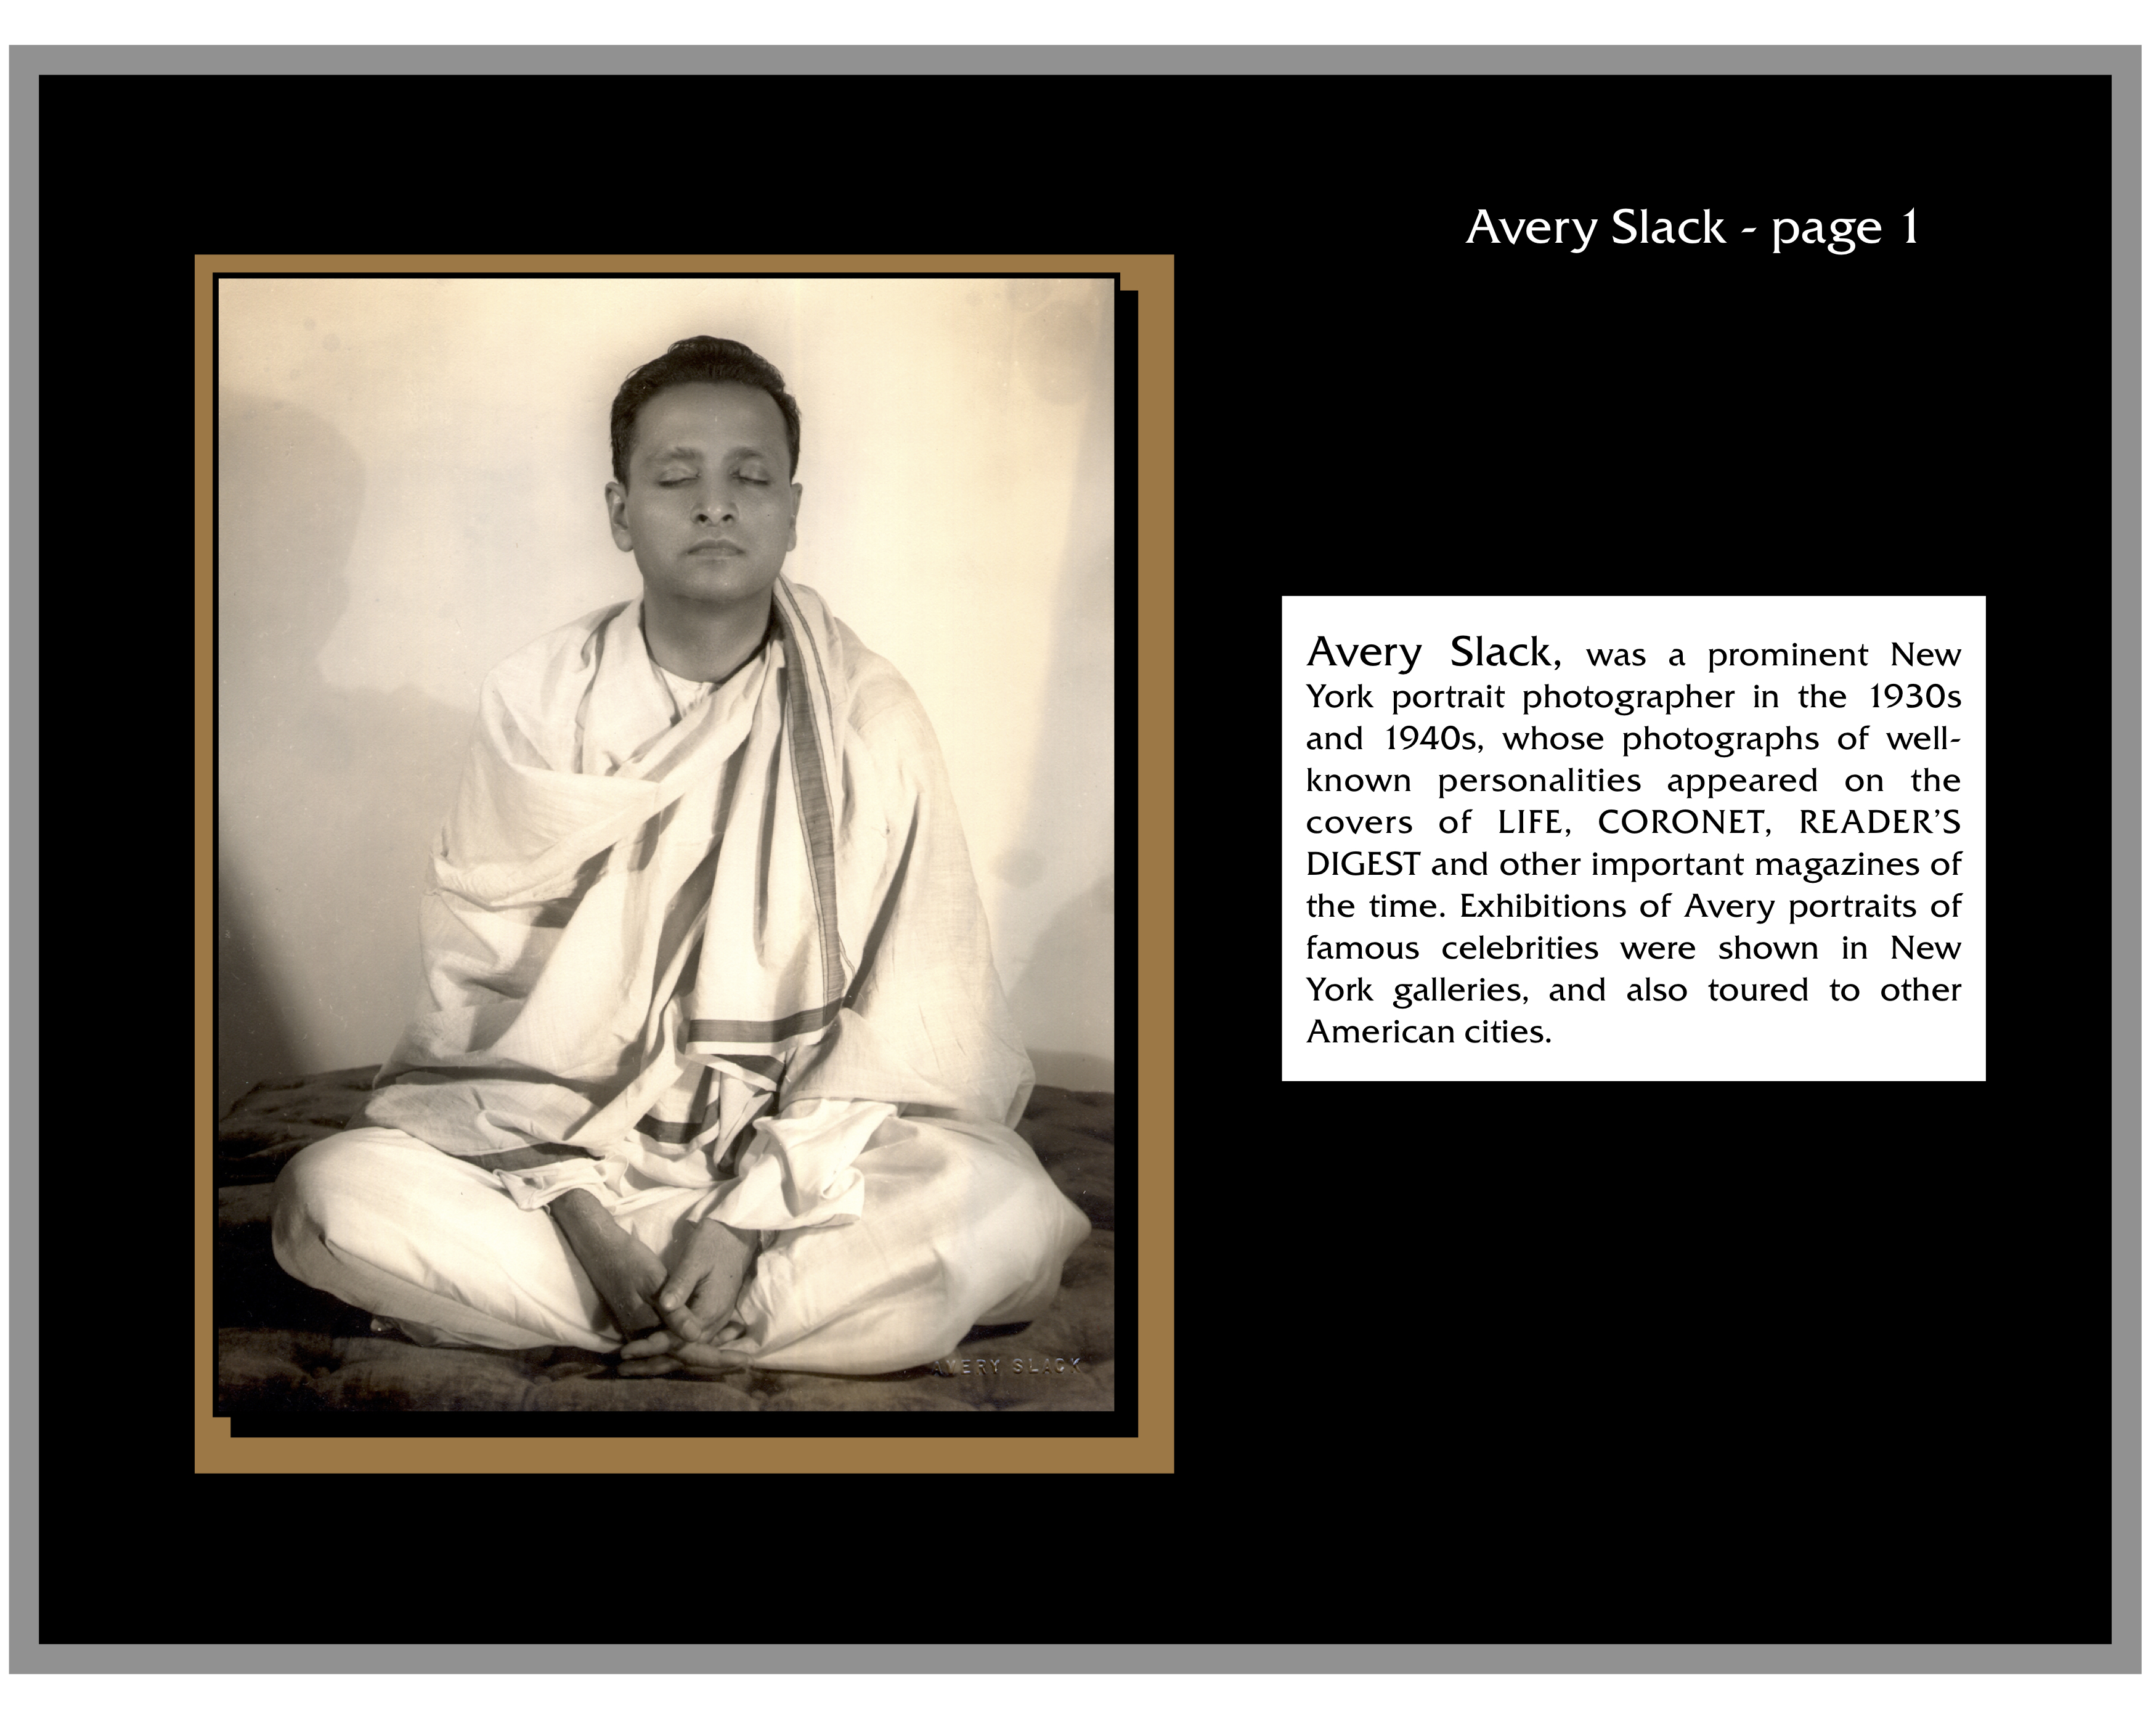 Avery Slack - page 1
Avery Slack, was a prominent New
York portrait photographer in the 1930s
and 1940s, whose photographs of well-
known personalities appeared on the
covers of LIFE, CORONET, READER'S
DIGEST and other important magazines of
the time. Exhibitions of Avery portraits of
famous celebrities were shown in New
York galleries, and also toured to other
American cities.
AVERY SLACK